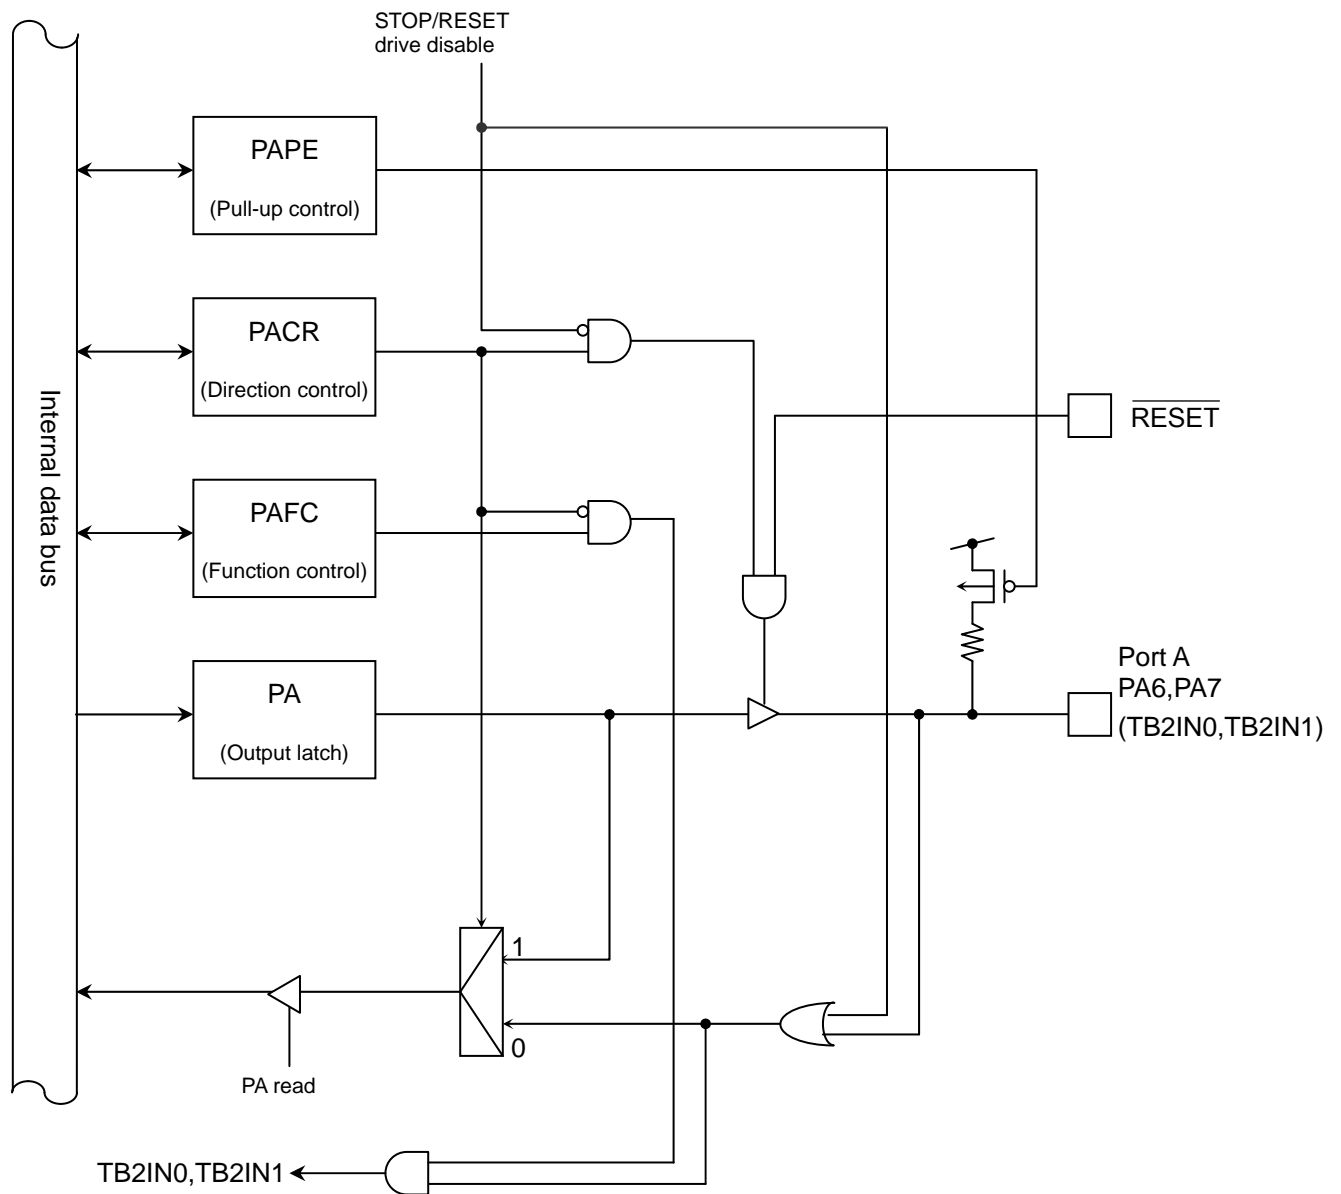 STOP/RESET
drive disable
PAPE
(Pull-up control)
PACR
(Direction control)
RESET
Internal data bus
PAFC
(Function control)
Port A
PA6,PA7
(TB2IN0,TB2IN1)
PA
(Output latch)
1
0
PA read
TB2IN0,TB2IN1